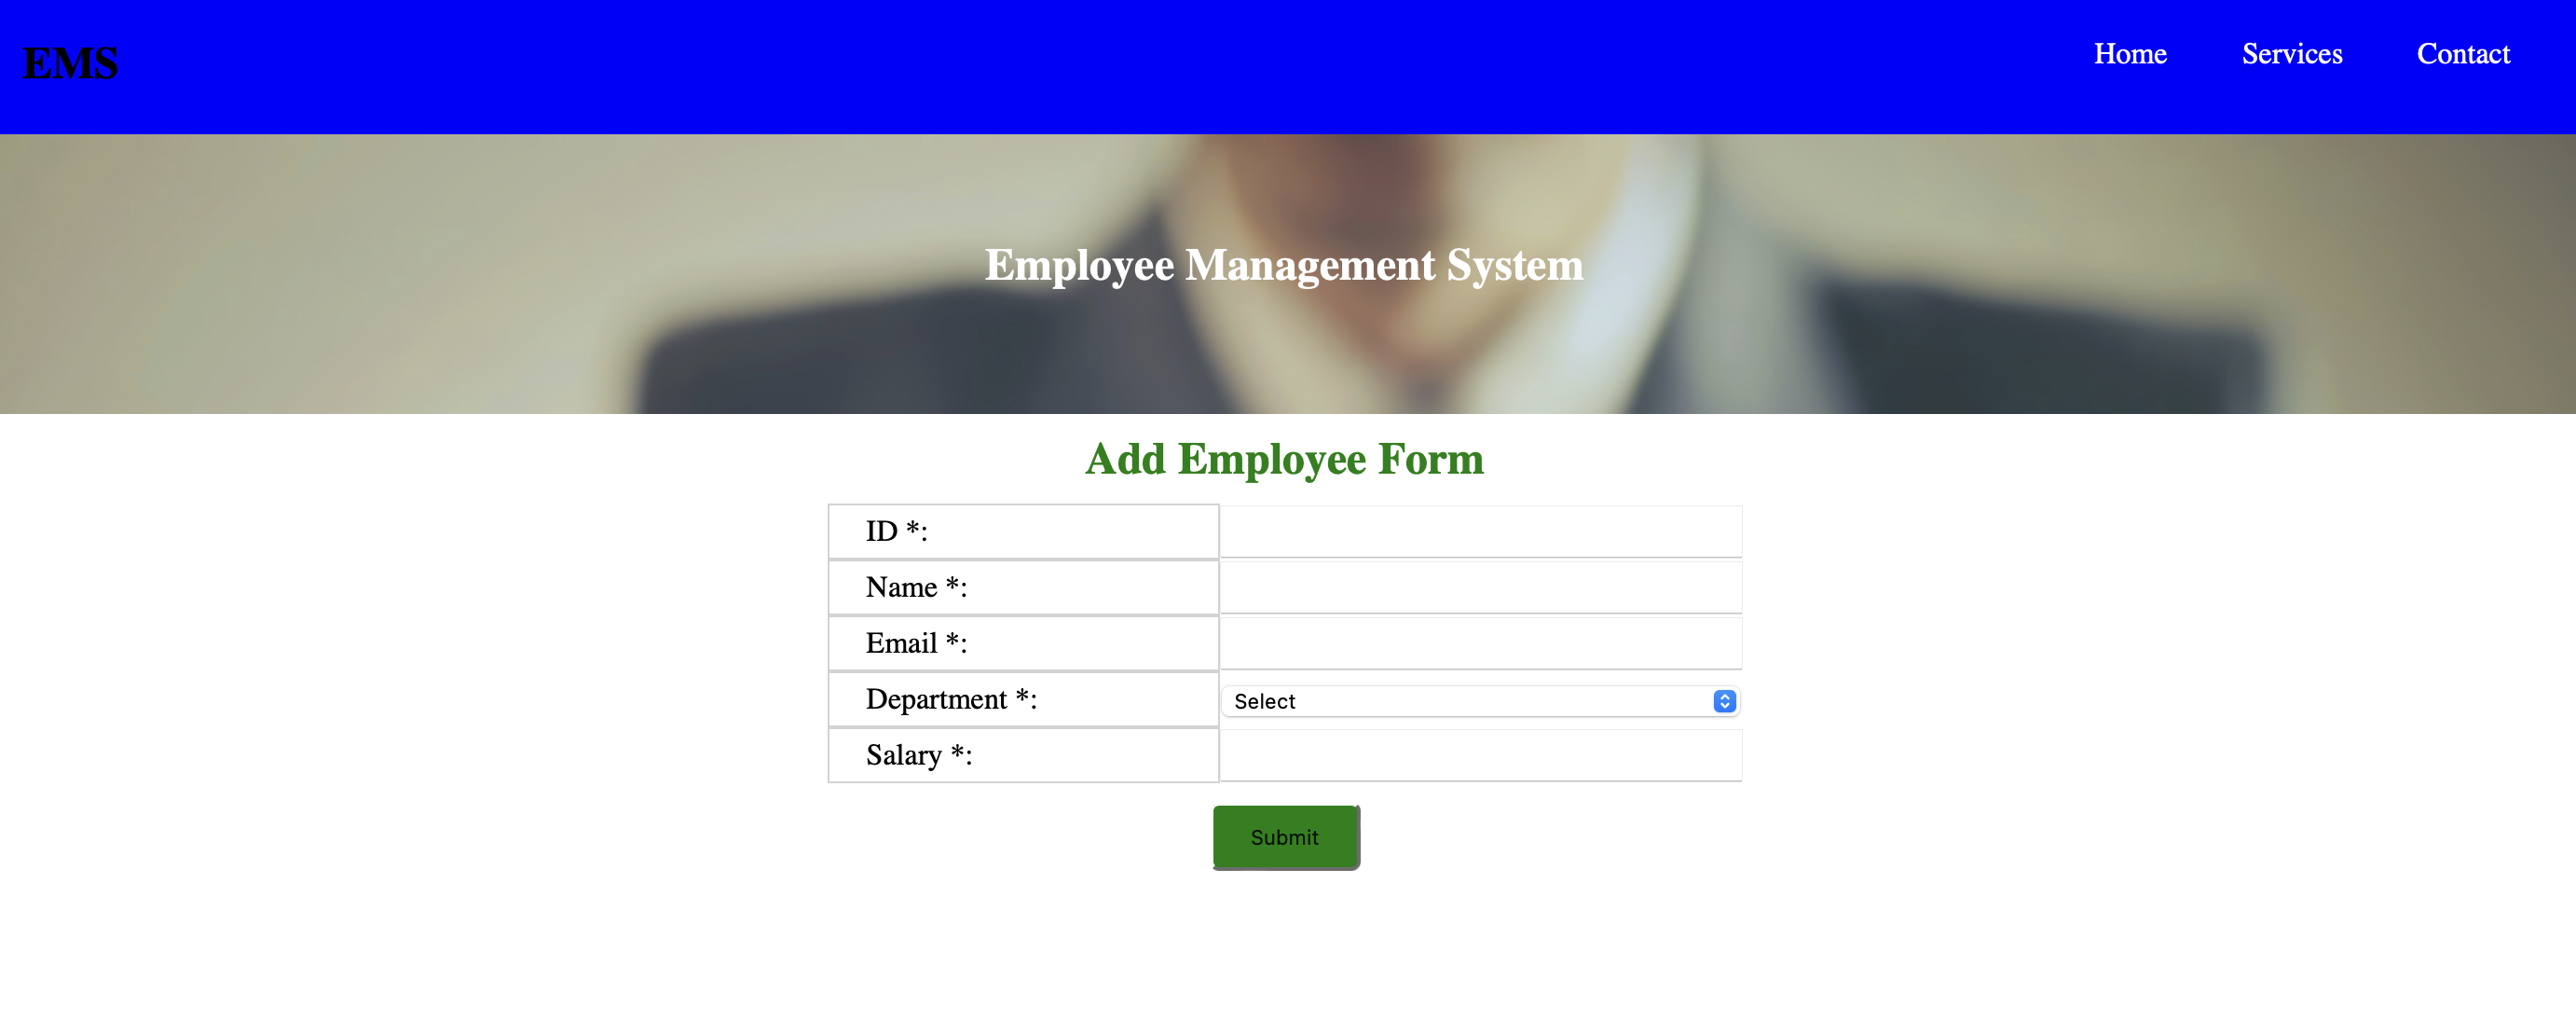 EMS
Home Services Contact
Employee Management System
Add Employee Form
ID *:
Name *:
Email *:
Department *: Select
Salary *:
Submit